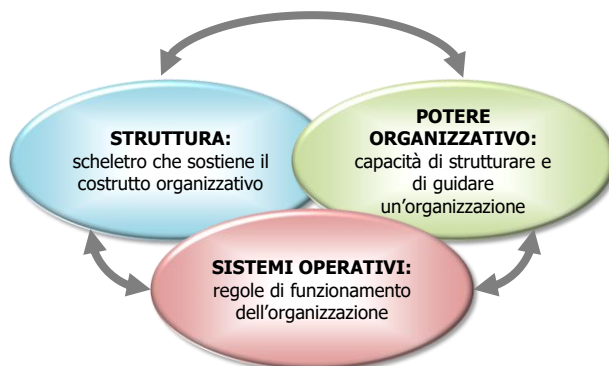 STRUTTURA:
scheletro che sostiene il
costrutto organizzativo
POTERE
ORGANIZZATIVO:
capacità di strutturare e
di guidare
un'organizzazione
SISTEMI OPERATIVI:
regole di funzionamento
dell'organizzazione